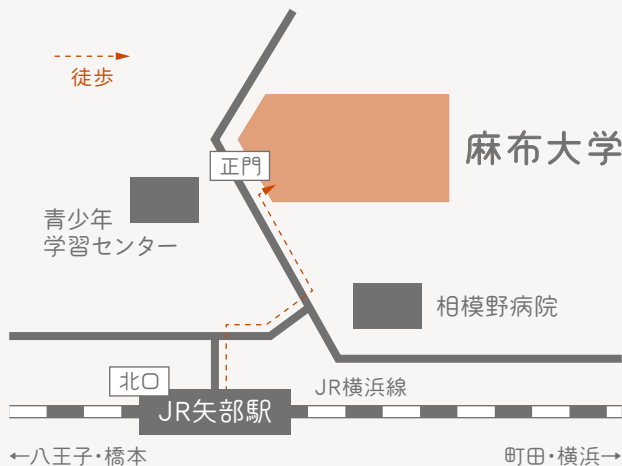 徒歩
麻布大学
正門
青少年
学習センター
相模野病院
北口
JR横浜線
JR矢部駅
←八王子・橋本
町田・横浜→